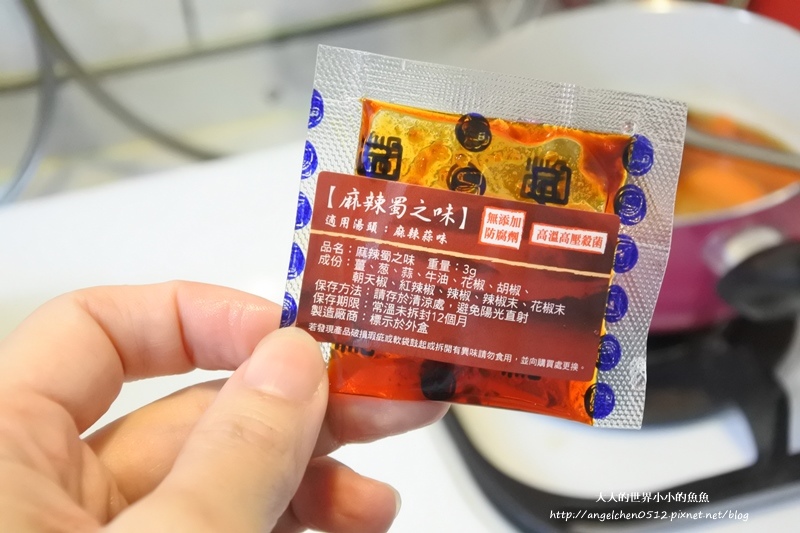 【麻辣蜀之味】
適用湯頭：麻辣蒜味
無添加
防腐劑
高溫高壓殺菌
品名：麻辣蜀之味 重量：3g
成份：薑、葱、蒜、牛油、花椒、胡椒、
朝天椒、紅辣椒、辣椒、辣椒末、花椒末
保存方法：請存於清涼處，避免陽光直射
保存期限：常溫未拆封12個月
製造廠商：標示於外盒
若發現產品破損瑕疵或軟袋鼓起或拆開有異味請勿食用，並向購買處更換。
大大的世界小小的魚魚
http://angelchen0512.pixnet.net/blog